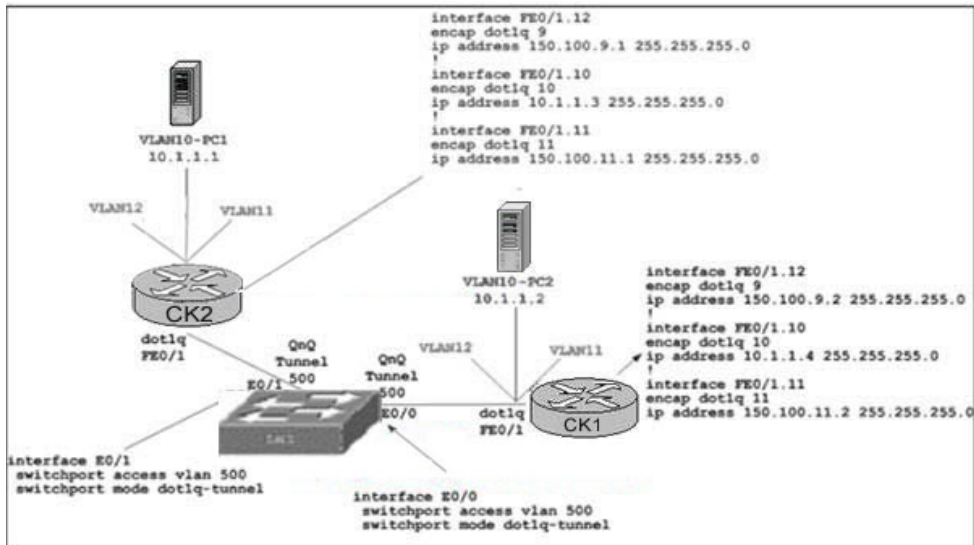 interface FE0/1.12
encap dot1q 9
ip address 150.100.9.1 255.255.255.0
!
interface FE0/1.10
encap dot1q 10
ip address 10.1.1.3 255.255.255.0
!
interface FE0/1.11
encap dot1q 11
ip address 150.100.11.1 255.255.255.0
VLAN10-PC1
10.1.1.1
VLAN12
VLAN11
CK2
dot1q
FE0/1
VLAN10-PC2
10.1.1.2
VLAN12
VLAN11
interface FE0/1.12
encap dot1q 9
ip address 150.100.9.2 255.255.255.0
!
interface FE0/1.10
encap dot1q 10
ip address 10.1.1.4 255.255.255.0
!
interface FE0/1.11
encap dot1q 11
ip address 150.100.11.2 255.255.255.0
QnQ
Tunnel
500
QnQ
Tunnel
500
E0/1
E0/0
dot1q
FE0/1
CK1
interface E0/1
switchport access vlan 500
switchport mode dot1q-tunnel
interface E0/0
switchport access vlan 500
switchport mode dot1q-tunnel